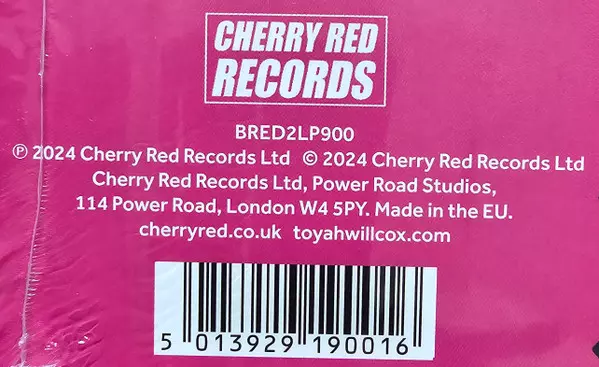 CHERRY RED
RECORDS
BRED2LP900
℗ 2024 Cherry Red Records Ltd © 2024 Cherry Red Records Ltd
Cherry Red Records Ltd, Power Road Studios,
114 Power Road, London W4 5PY. Made in the EU.
cherryred.co.uk toyahwillcox.com
5 013929 190016